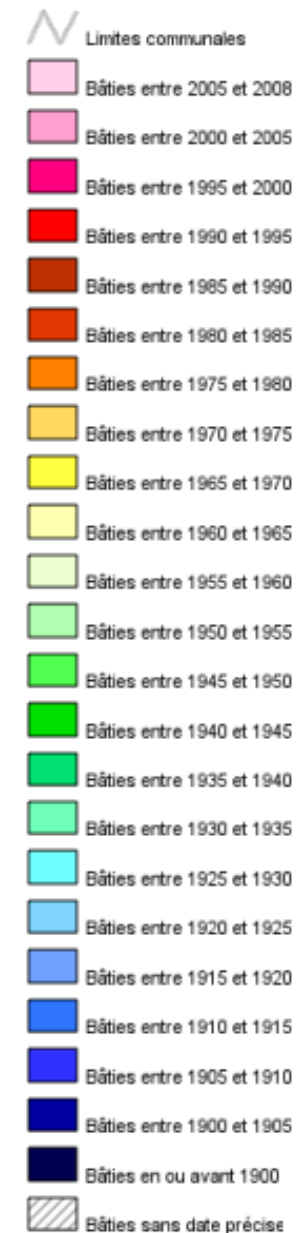 Limites communales
Bâties entre 2005 et 2008
Bâties entre 2000 et 2005
Bâties entre 1995 et 2000
Bâties entre 1990 et 1995
Bâties entre 1985 et 1990
Bâties entre 1980 et 1985
Bâties entre 1975 et 1980
Bâties entre 1970 et 1975
Bâties entre 1965 et 1970
Bâties entre 1960 et 1965
Bâties entre 1955 et 1960
Bâties entre 1950 et 1955
Bâties entre 1945 et 1950
Bâties entre 1940 et 1945
Bâties entre 1935 et 1940
Bâties entre 1930 et 1935
Bâties entre 1925 et 1930
Bâties entre 1920 et 1925
Bâties entre 1915 et 1920
Bâties entre 1910 et 1915
Bâties entre 1905 et 1910
Bâties entre 1900 et 1905
Bâties en ou avant 1900
Bâties sans date précise